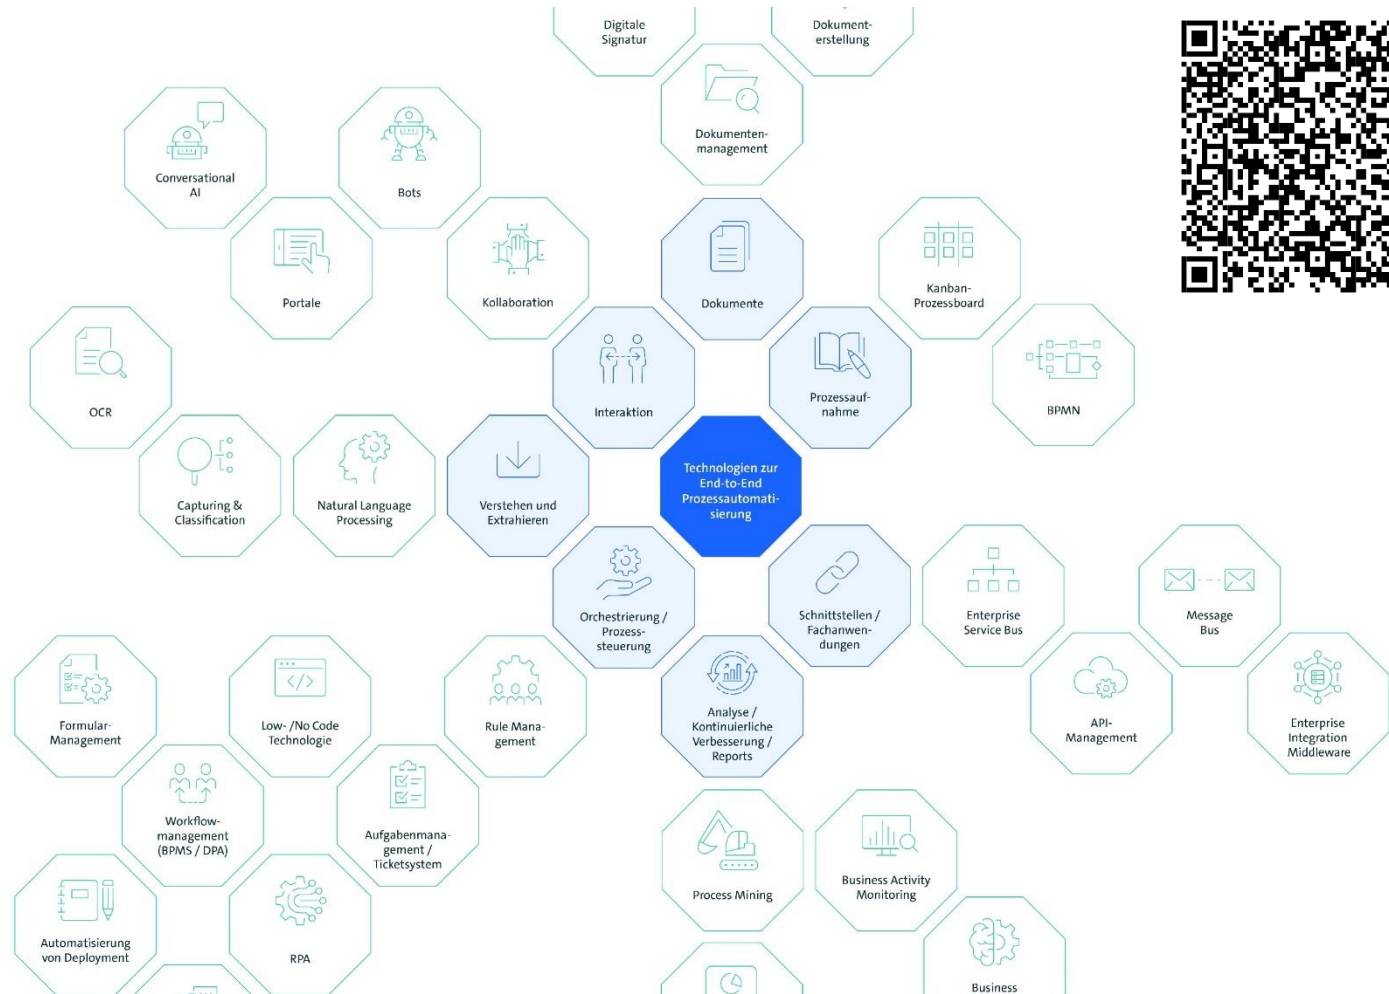 Digitale
Signatur
Dokument-
erstellung
Dokumenten-
management
Conversational
AI
Bots
Portale
Kollaboration
Dokumente
Kanban-
Prozessboard
OCR
Interaktion
Prozessauf-
nahme
BPMN
Capturing &
Classification
Natural Language
Processing
Verstehen und
Extrahieren
Technologien zur
End-to-End
Prozessautomati-
sierung
Orchestrierung /
Prozess-
steuerung
Schnittstellen /
Fachanwen-
dungen
Enterprise
Service Bus
Message
Bus
Formular-
Management
Low- /No Code
Technologie
Rule Mana-
gement
Analyse /
Kontinuierliche
Verbesserung /
Reports
API-
Management
Enterprise
Integration
Middleware
Workflow-
management
(BPMS / DPA)
Aufgabenmana-
gement /
Ticketsystem
Process Mining
Business Activity
Monitoring
Automatisierung
von Deployment
RPA
Business